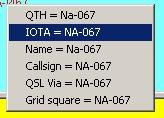 QTH = Na-067
IOTA = NA-067
Name = Na-067
Callsign = NA-067
QSL Via = NA-067
Grid square = NA-067